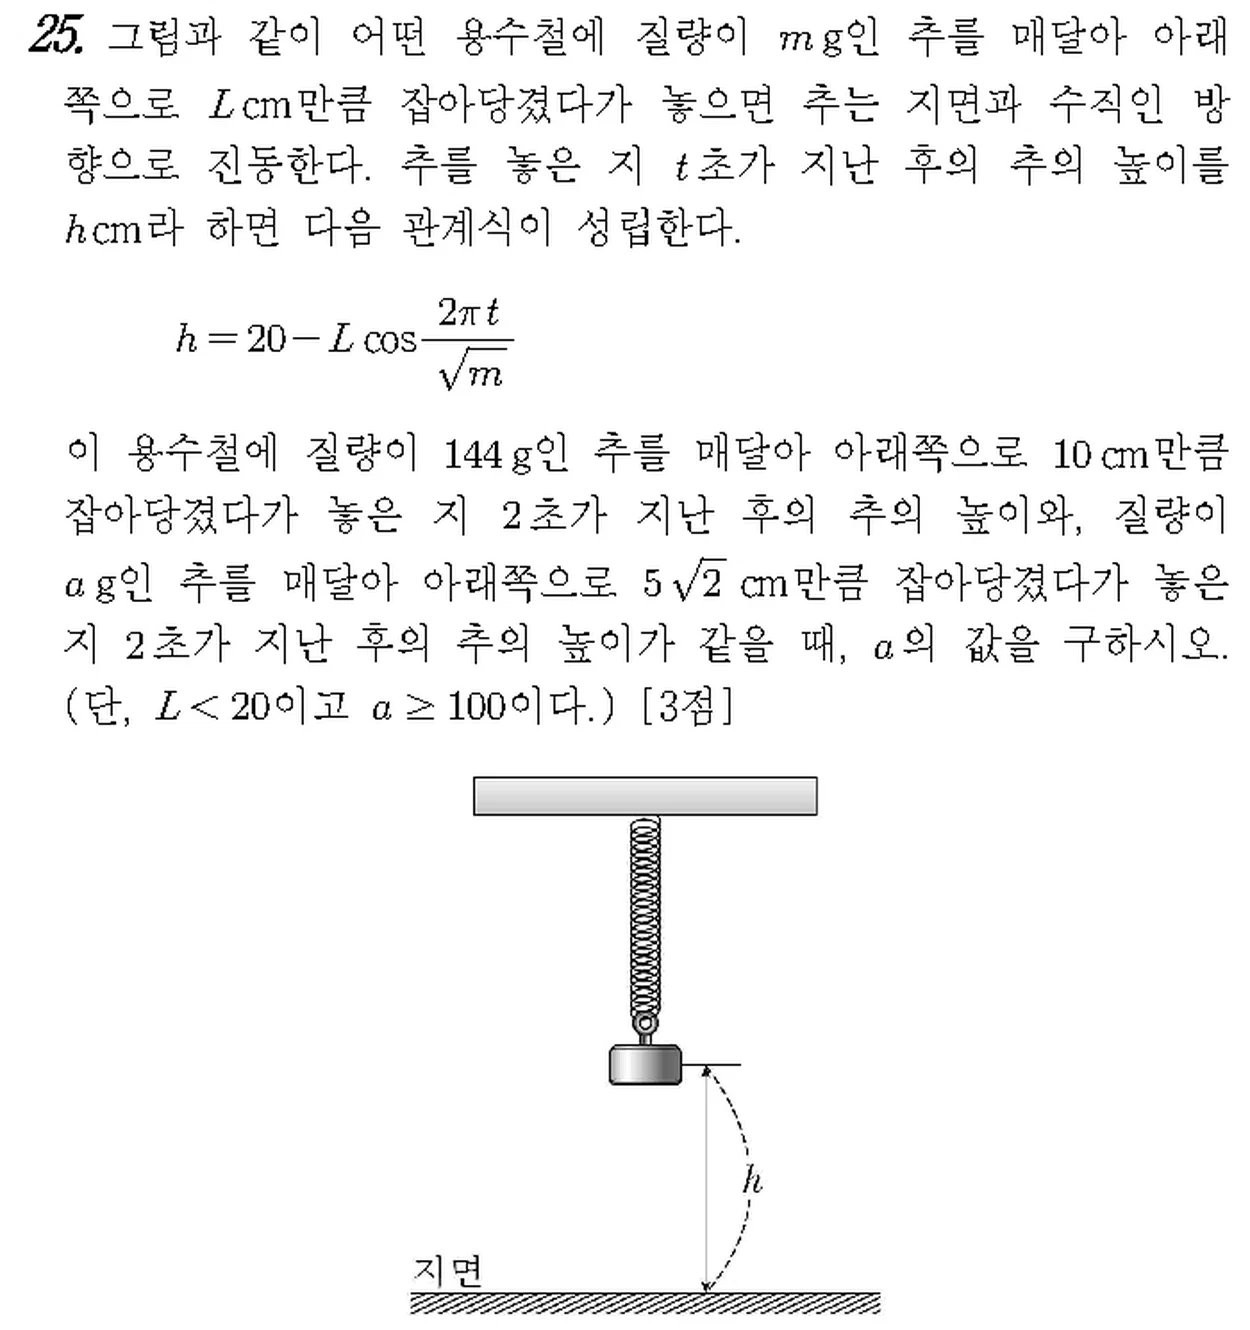 25. 그림과 같이 어떤 용수철에 질량이 m g인 추를 매달아 아래
쪽으로 L cm만큼 잡아당겼다가 놓으면 추는 지면과 수직인 방
향으로 진동한다. 추를 놓은 지 t초가 지난 후의 추의 높이를
h cm라 하면 다음 관계식이 성립한다.
h = 20 - L cos 2πt/√m
이 용수철에 질량이 144 g인 추를 매달아 아래쪽으로 10 cm만큼
잡아당겼다가 놓은 지 2초가 지난 후의 추의 높이와, 질량이
a g인 추를 매달아 아래쪽으로 5√2 cm만큼 잡아당겼다가 놓은
지 2초가 지난 후의 추의 높이가 같을 때, a의 값을 구하시오.
(단, L < 20이고 a ≥ 100이다.) [3점]
h
지면